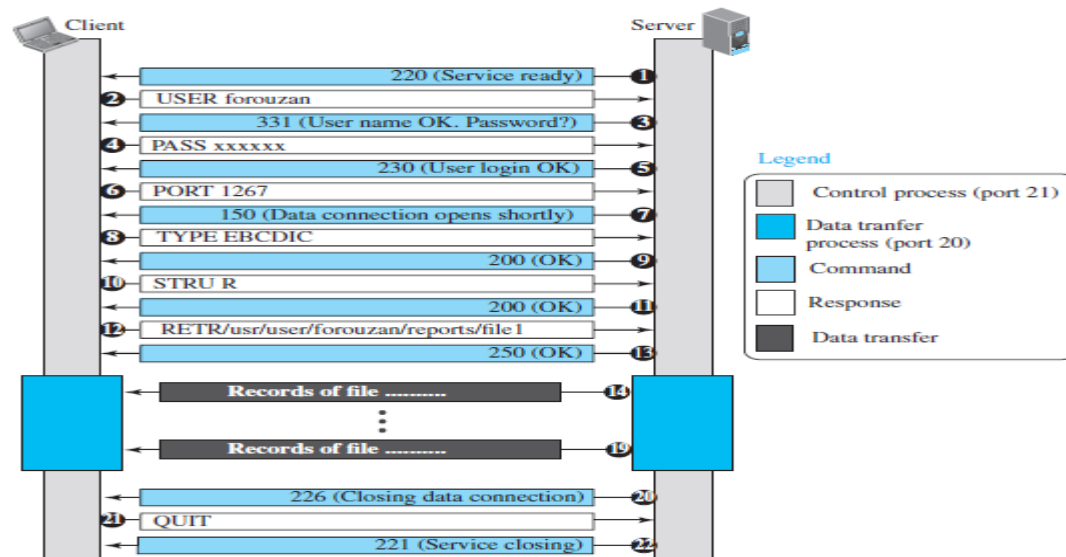 Client
Server
220 (Service ready)
1
2
USER forouzan
331 (User name OK. Password?)
3
4
PASS xxxxxx
230 (User login OK)
5
6
PORT 1267
150 (Data connection opens shortly)
7
8
TYPE EBCDIC
200 (OK)
9
10
STRU R
200 (OK)
11
12
RETR/usr/user/forouzan/reports/file1
250 (OK)
13
Records of file ..........
14
Records of file ..........
19
226 (Closing data connection)
20
21
QUIT
221 (Service closing)
22
Legend
Control process (port 21)
Data tranfer
process (port 20)
Command
Response
Data transfer